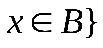 x ∈ B}